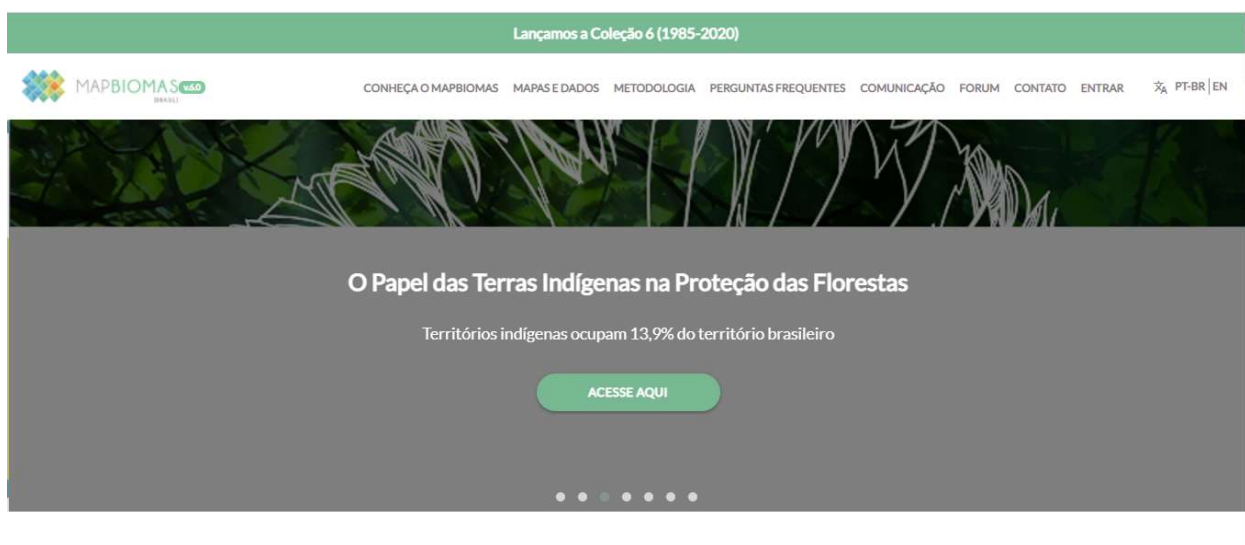 Lançamos a Coleção 6 (1985-2020)
MAPBIOMAS v.6.0
[BRASIL]
CONHEÇA O MAPBIOMAS MAPAS E DADOS METODOLOGIA PERGUNTAS FREQUENTES COMUNICAÇÃO FORUM CONTATO ENTRAR PT-BR | EN
O Papel das Terras Indígenas na Proteção das Florestas
Territórios indígenas ocupam 13,9% do território brasileiro
ACESSE AQUI